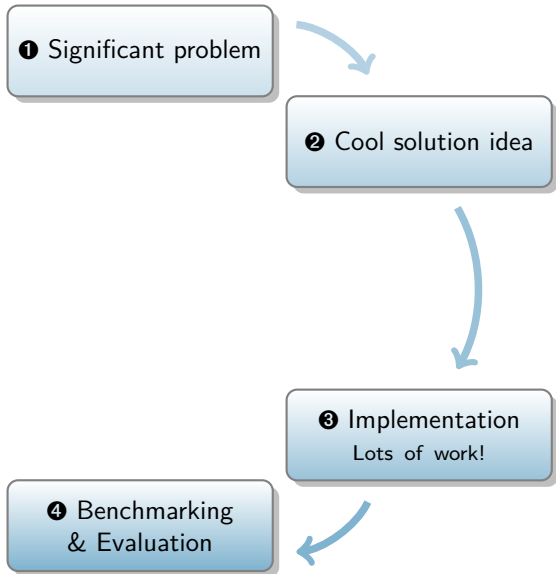 ❶ Significant problem
❷ Cool solution idea
❸ Implementation
Lots of work!
❹ Benchmarking
& Evaluation